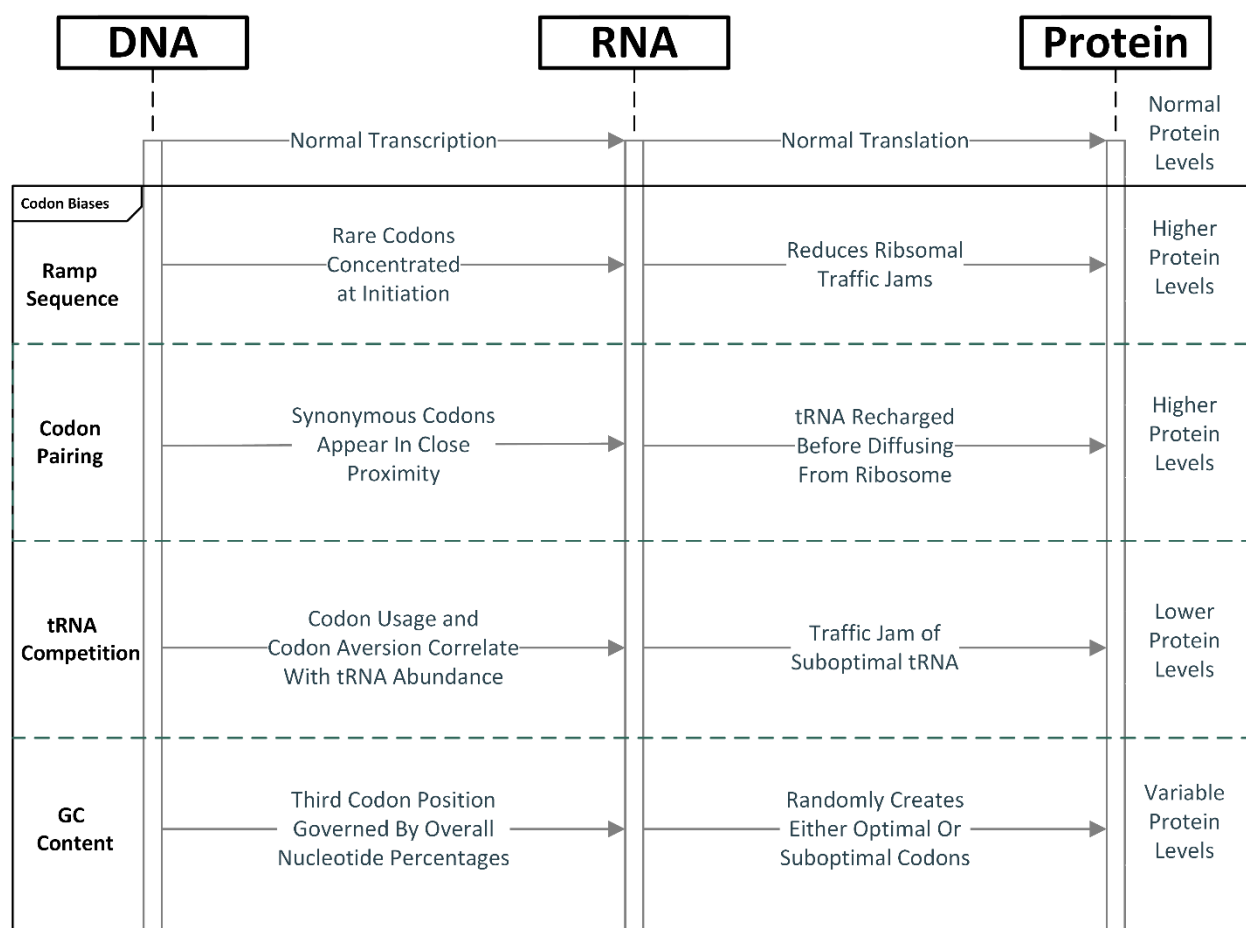 DNA
RNA
Protein
Normal Transcription
Normal Translation
Normal
Protein
Levels
Codon Biases
Ramp
Sequence
Rare Codons
Concentrated
at Initiation
Reduces Ribsomal
Traffic Jams
Higher
Protein
Levels
Codon
Pairing
Synonymous Codons
Appear In Close
Proximity
tRNA Recharged
Before Diffusing
From Ribosome
Higher
Protein
Levels
tRNA
Competition
Codon Usage and
Codon Aversion Correlate
With tRNA Abundance
Traffic Jam of
Suboptimal tRNA
Lower
Protein
Levels
GC
Content
Third Codon Position
Governed By Overall
Nucleotide Percentages
Randomly Creates
Either Optimal Or
Suboptimal Codons
Variable
Protein
Levels